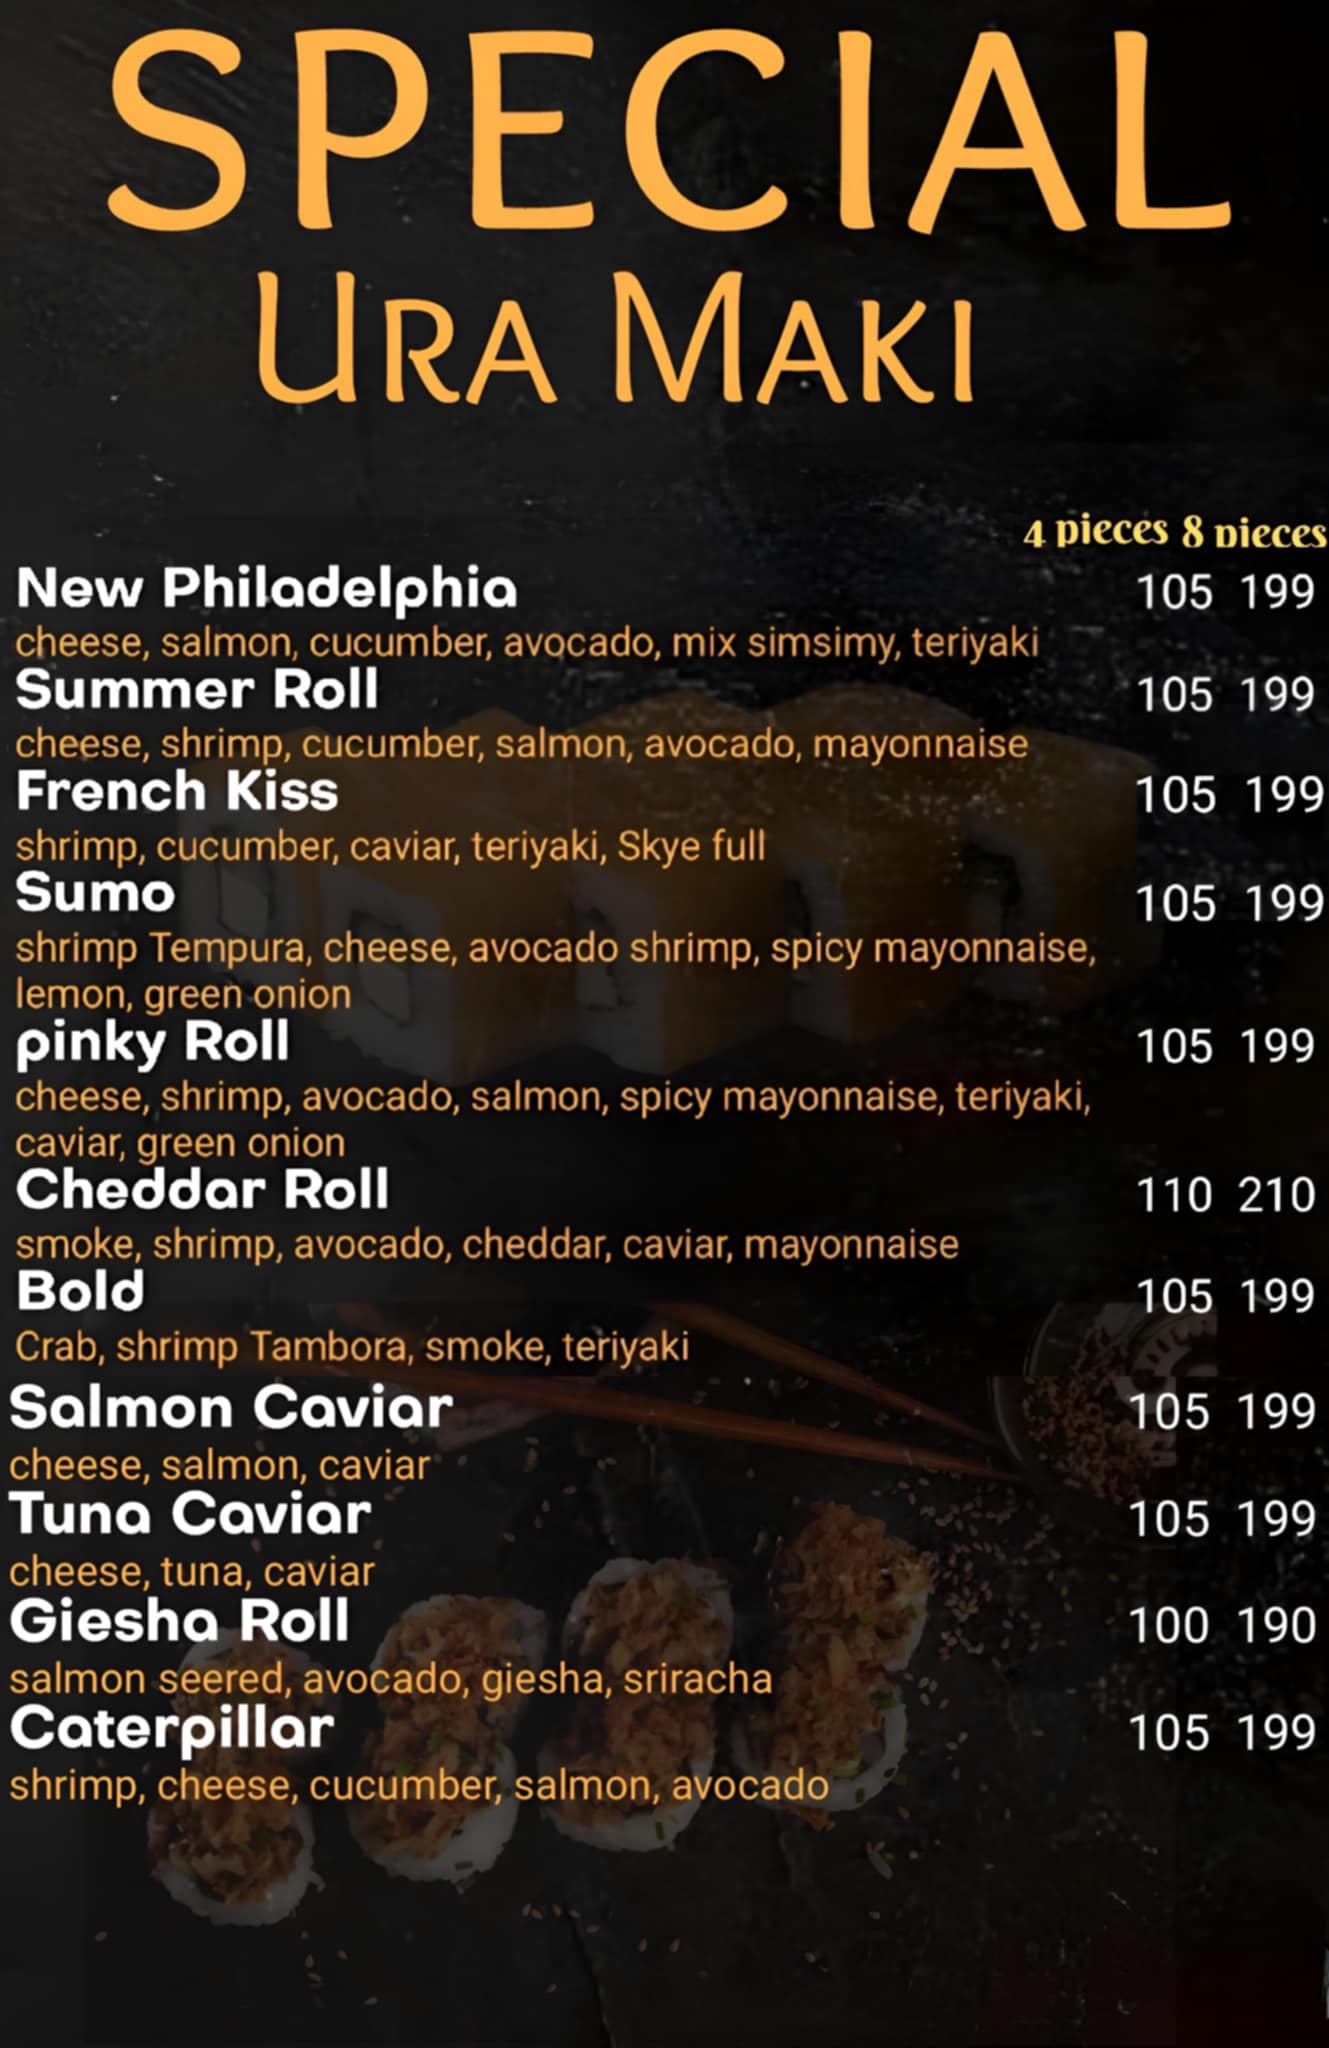 SPECIAL
URA MAKI
4 pieces 8 pieces
New Philadelphia 105 199
cheese, salmon, cucumber, avocado, mix simsimy, teriyaki
Summer Roll 105 199
cheese, shrimp, cucumber, salmon, avocado, mayonnaise
French Kiss 105 199
shrimp, cucumber, caviar, teriyaki, Skye full
Sumo 105 199
shrimp Tempura, cheese, avocado shrimp, spicy mayonnaise,
lemon, green onion
pinky Roll 105 199
cheese, shrimp, avocado, salmon, spicy mayonnaise, teriyaki,
caviar, green onion
Cheddar Roll 110 210
smoke, shrimp, avocado, cheddar, caviar, mayonnaise
Bold 105 199
Crab, shrimp Tambora, smoke, teriyaki
Salmon Caviar 105 199
cheese, salmon, caviar
Tuna Caviar 105 199
cheese, tuna, caviar
Giesha Roll 100 190
salmon seered, avocado, giesha, sriracha
Caterpillar 105 199
shrimp, cheese, cucumber, salmon, avocado